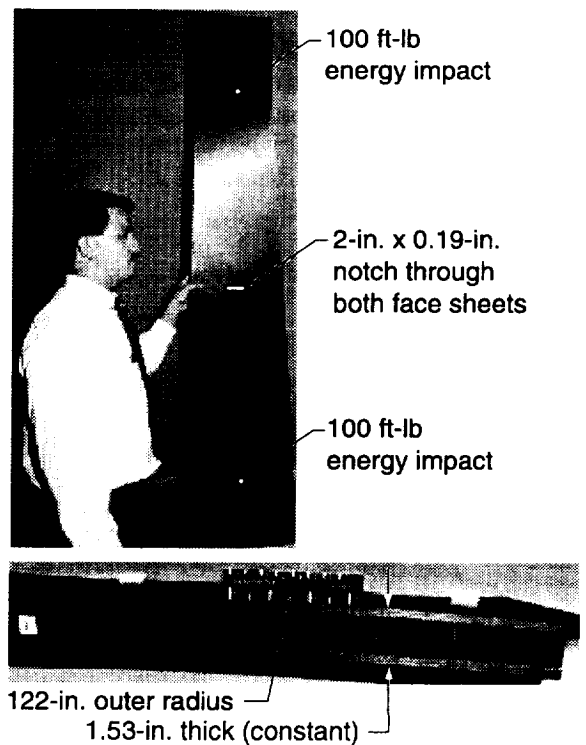 100 ft-lb
energy impact
2-in. x 0.19-in.
notch through
both face sheets
100 ft-lb
energy impact
122-in. outer radius
1.53-in. thick (constant)